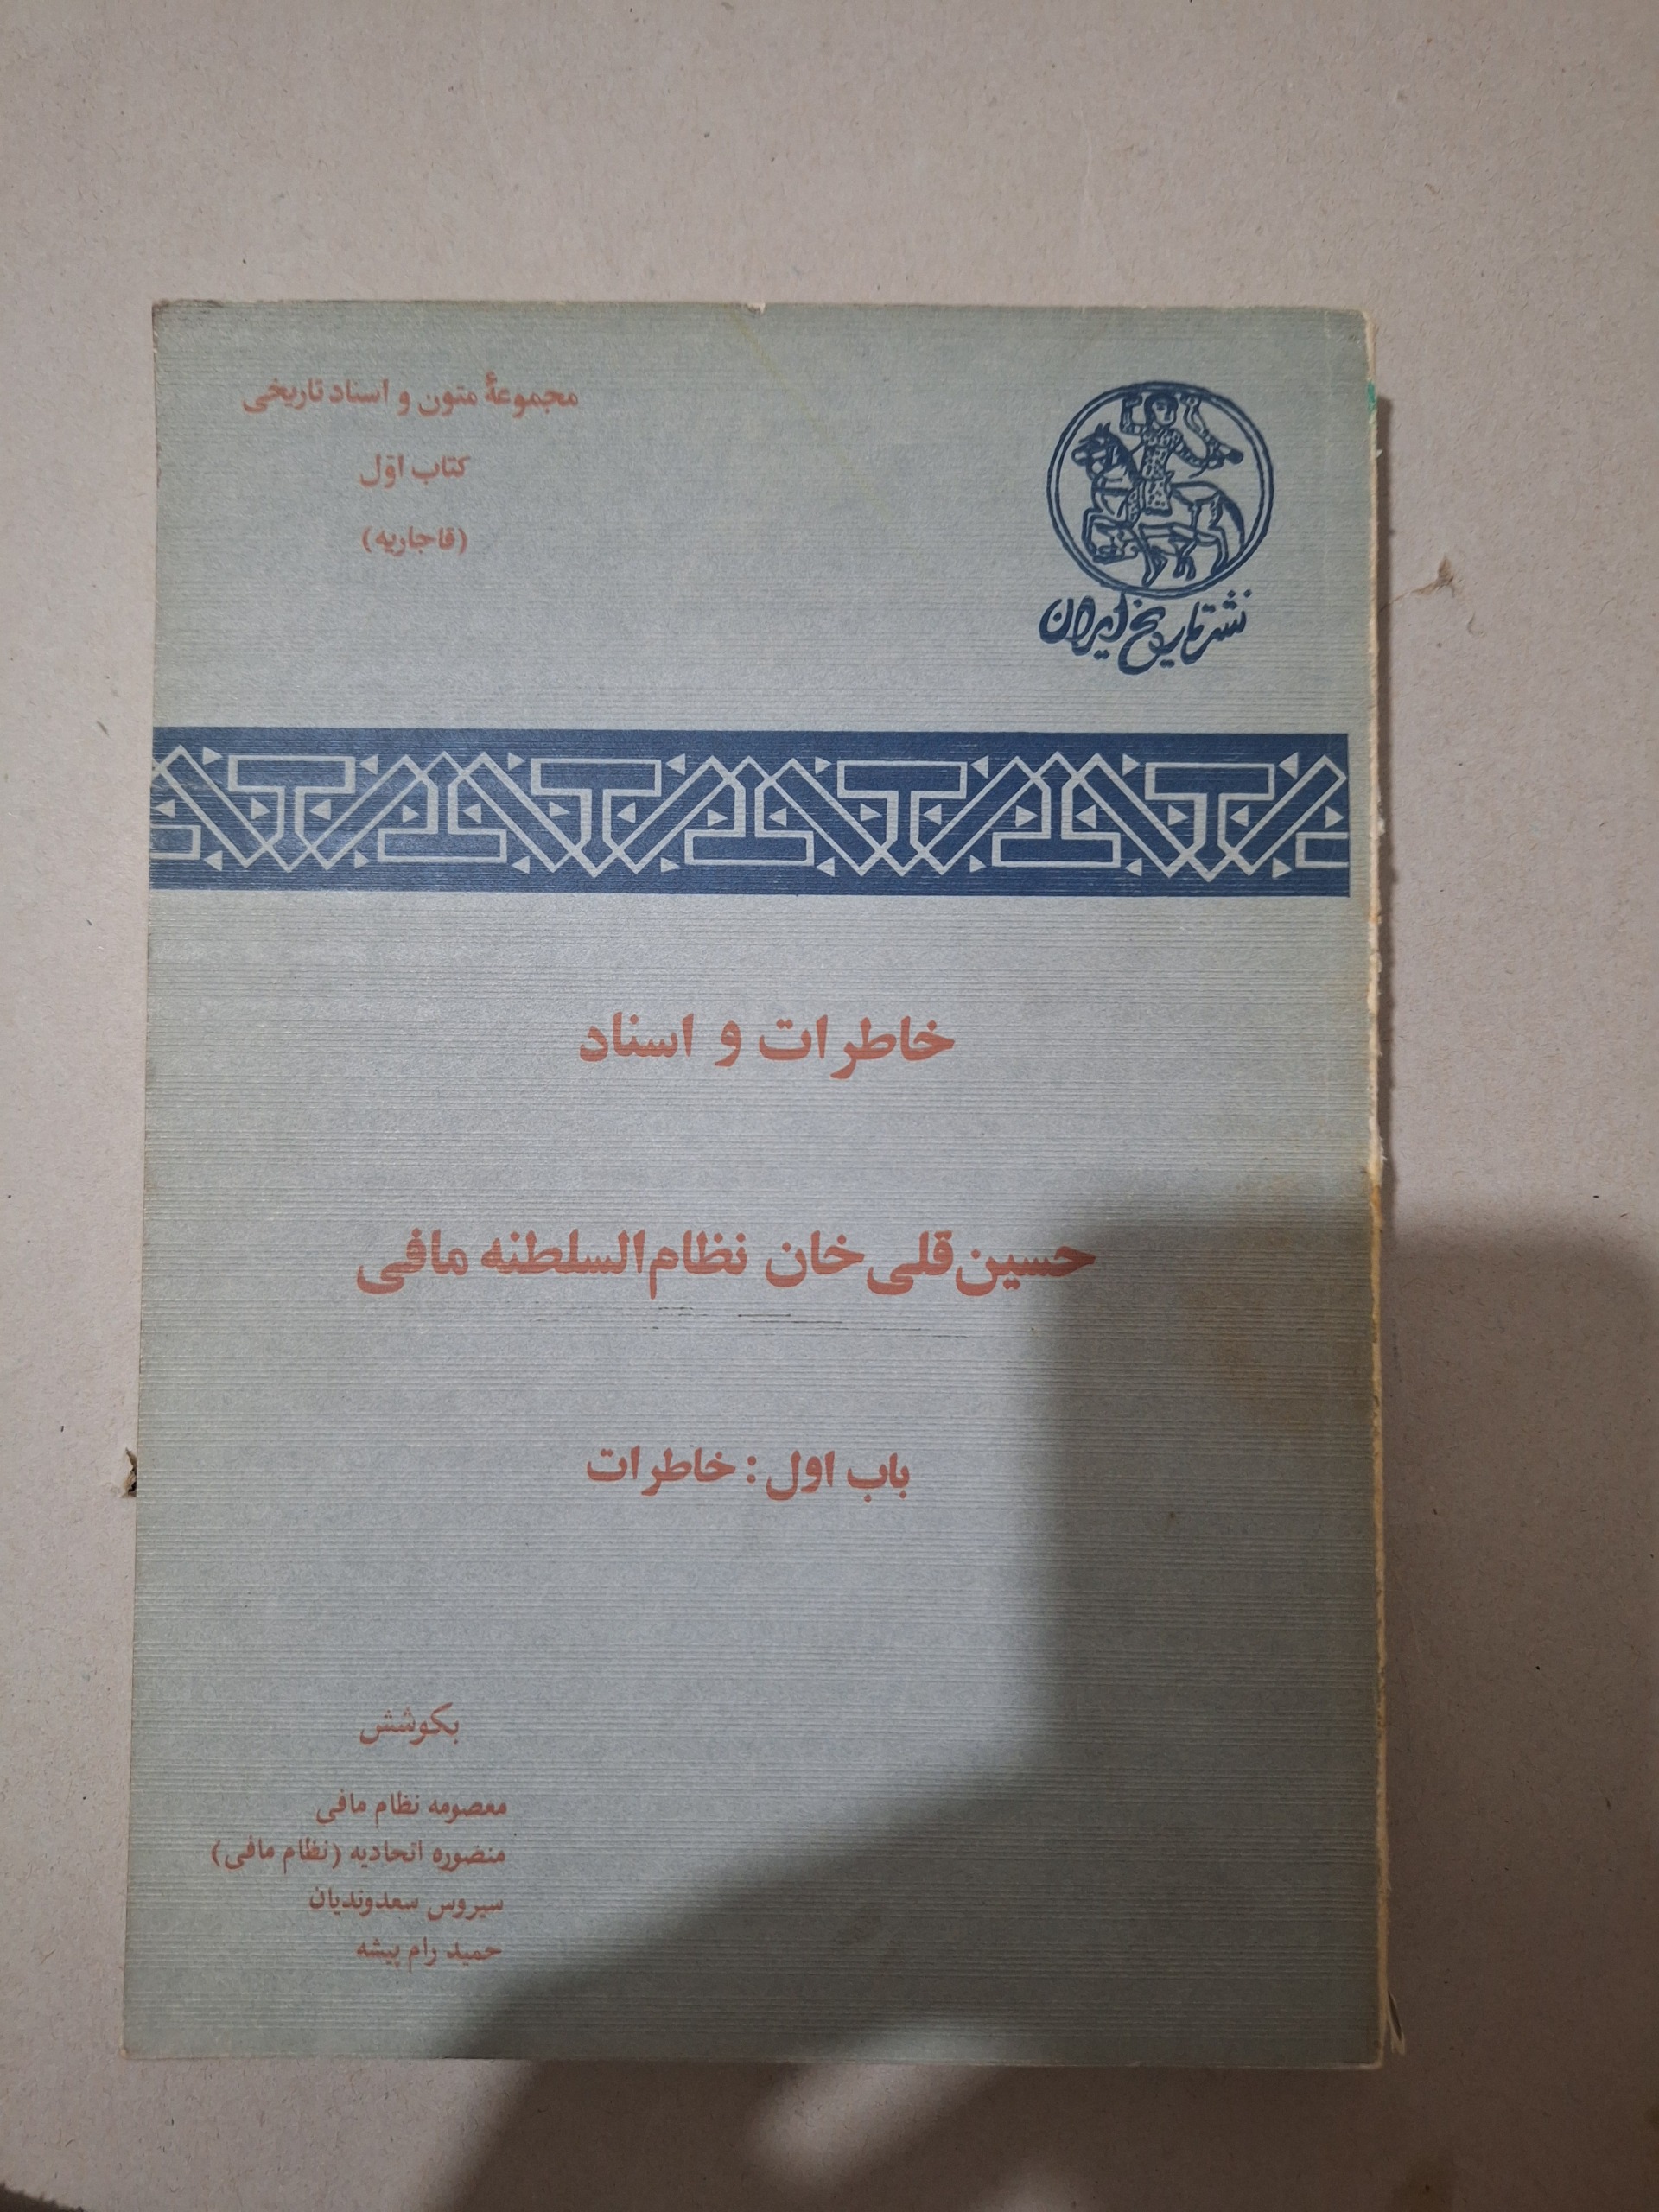 مجموعهٔ متون و اسناد تاریخی
کتاب اوّل
(قاجاریه)
نشر تاریخ ایران
خاطرات و اسناد
حسین‌قلی‌خان نظام‌السلطنه مافی
باب اول: خاطرات
بکوشش
معصومه نظام مافی
منصوره اتحادیه (نظام مافی)
سیروس سعدوندیان
حمید رام‌پیشه